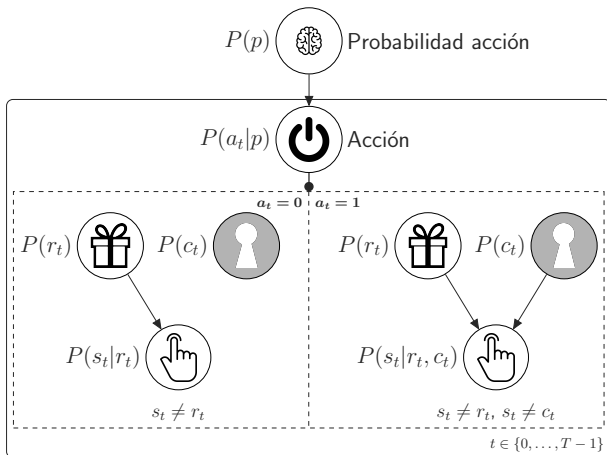 P(p) Probabilidad acción
P(a_t|p) Acción
a_t = 0 a_t = 1
P(r_t) P(c_t) P(r_t) P(c_t)
P(s_t|r_t) P(s_t|r_t, c_t)
s_t ≠ r_t s_t ≠ r_t, s_t ≠ c_t
t ∈ {0, . . . , T − 1}